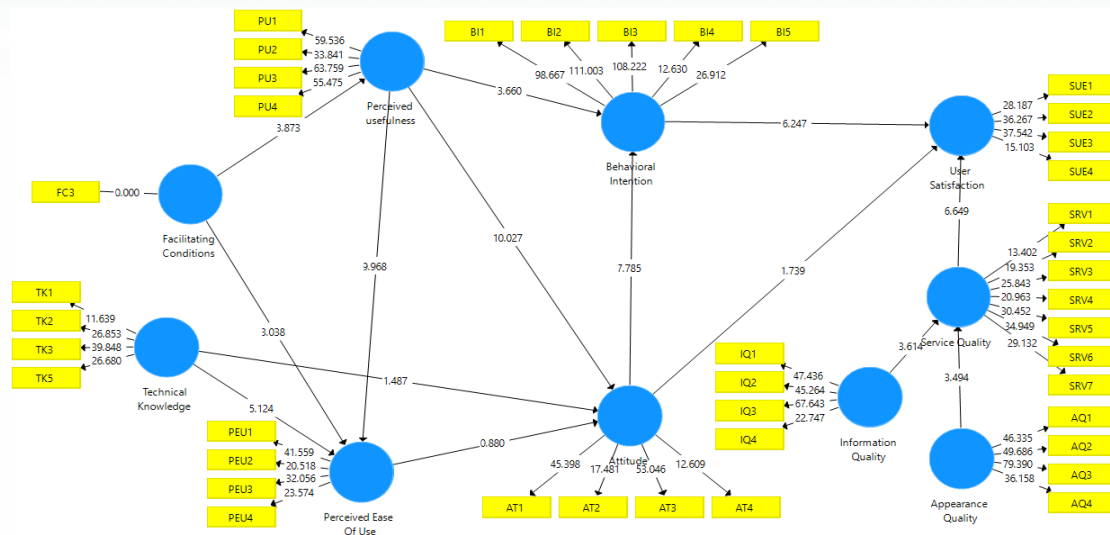 PU1
PU2
PU3
PU4
59.536
33.841
63.759
55.475
Perceived
usefulness
BI1
BI2
BI3
BI4
BI5
98.667
111.003
108.222
12.630
26.912
Behavioral
Intention
3.660
6.247
SUE1
SUE2
SUE3
SUE4
28.187
36.267
37.542
15.103
User
Satisfaction
3.873
FC3
0.000
Facilitating
Conditions
9.968
10.027
7.785
1.739
6.649
SRV1
SRV2
SRV3
SRV4
SRV5
SRV6
SRV7
13.402
19.353
25.843
20.963
30.452
34.949
29.132
Service Quality
TK1
TK2
TK3
TK5
11.639
26.853
39.848
26.680
Technical
Knowledge
3.038
1.487
5.124
3.614
3.494
IQ1
IQ2
IQ3
IQ4
47.436
45.264
67.643
22.747
Information
Quality
PEU1
PEU2
PEU3
PEU4
41.559
20.518
32.056
23.574
Perceived Ease
Of Use
0.880
Attitude
45.398
17.481
53.046
12.609
AT1
AT2
AT3
AT4
AQ1
AQ2
AQ3
AQ4
46.335
49.686
79.390
36.158
Appearance
Quality